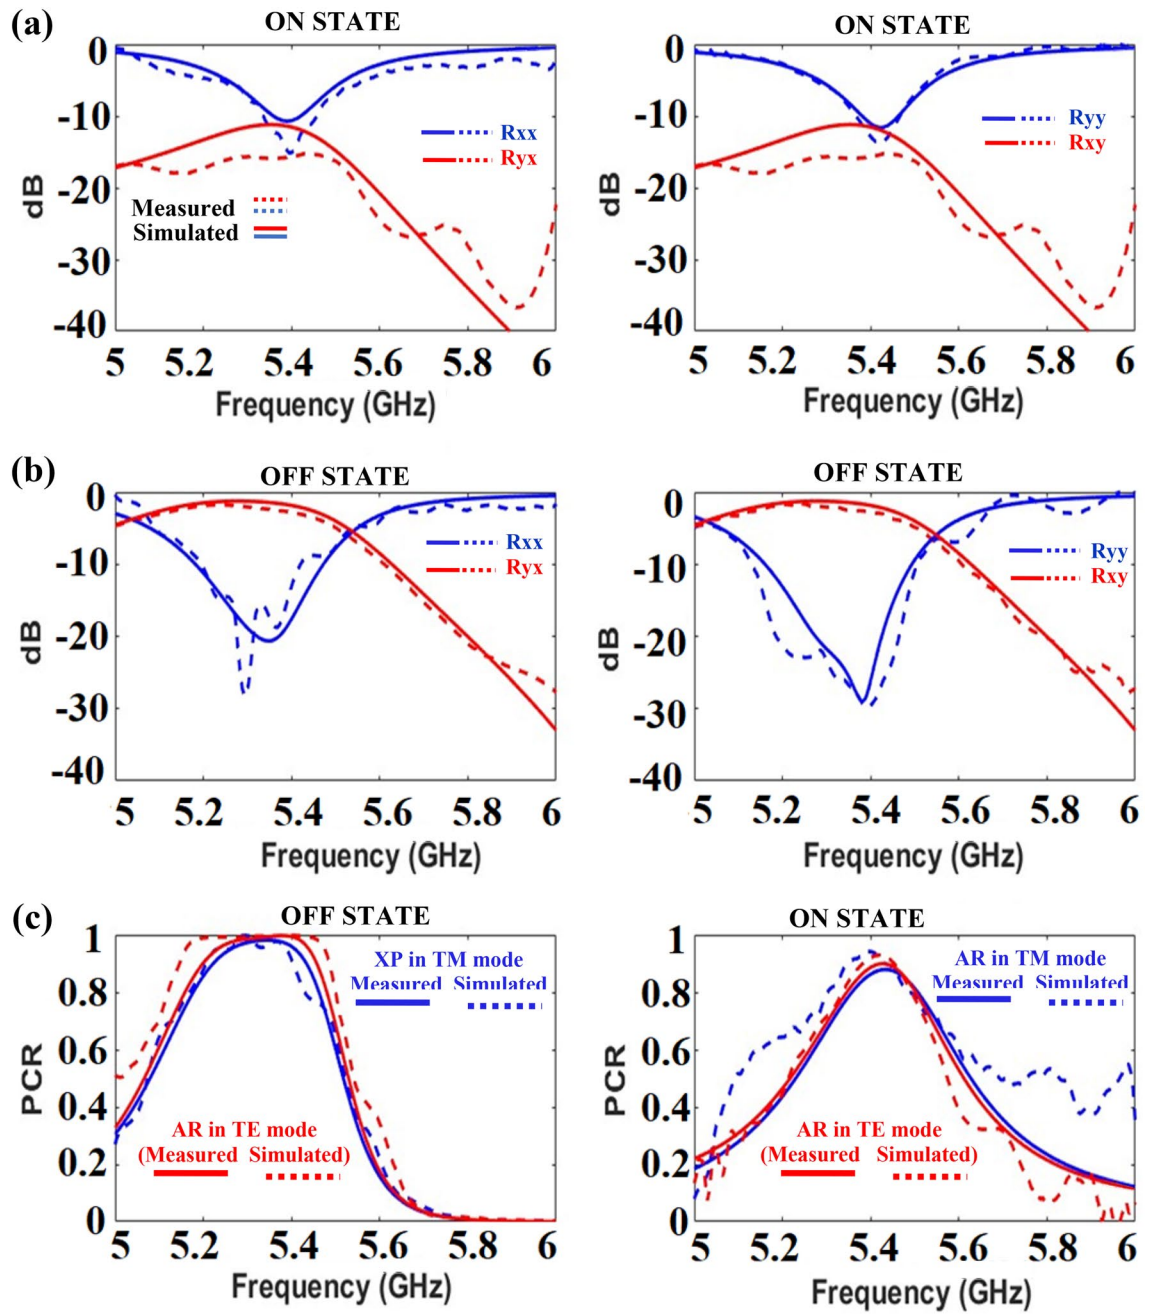 (a)
ON STATE
0
-10
-20
-30
-40
dB
Rxx
Ryx
Measured
Simulated
5 5.2 5.4 5.6 5.8 6
Frequency (GHz)
ON STATE
0
-10
-20
-30
-40
dB
Ryy
Rxy
5 5.2 5.4 5.6 5.8 6
Frequency (GHz)
(b)
OFF STATE
0
-10
-20
-30
-40
dB
Rxx
Ryx
5 5.2 5.4 5.6 5.8 6
Frequency (GHz)
OFF STATE
0
-10
-20
-30
-40
dB
Ryy
Rxy
5 5.2 5.4 5.6 5.8 6
Frequency (GHz)
(c)
OFF STATE
1
0.8
0.6
0.4
0.2
0
PCR
XP in TM mode
Measured Simulated
AR in TE mode
(Measured Simulated)
5 5.2 5.4 5.6 5.8 6
Frequency (GHz)
ON STATE
1
0.8
0.6
0.4
0.2
0
PCR
AR in TM mode
Measured Simulated
AR in TE mode
(Measured Simulated)
5 5.2 5.4 5.6 5.8 6
Frequency (GHz)